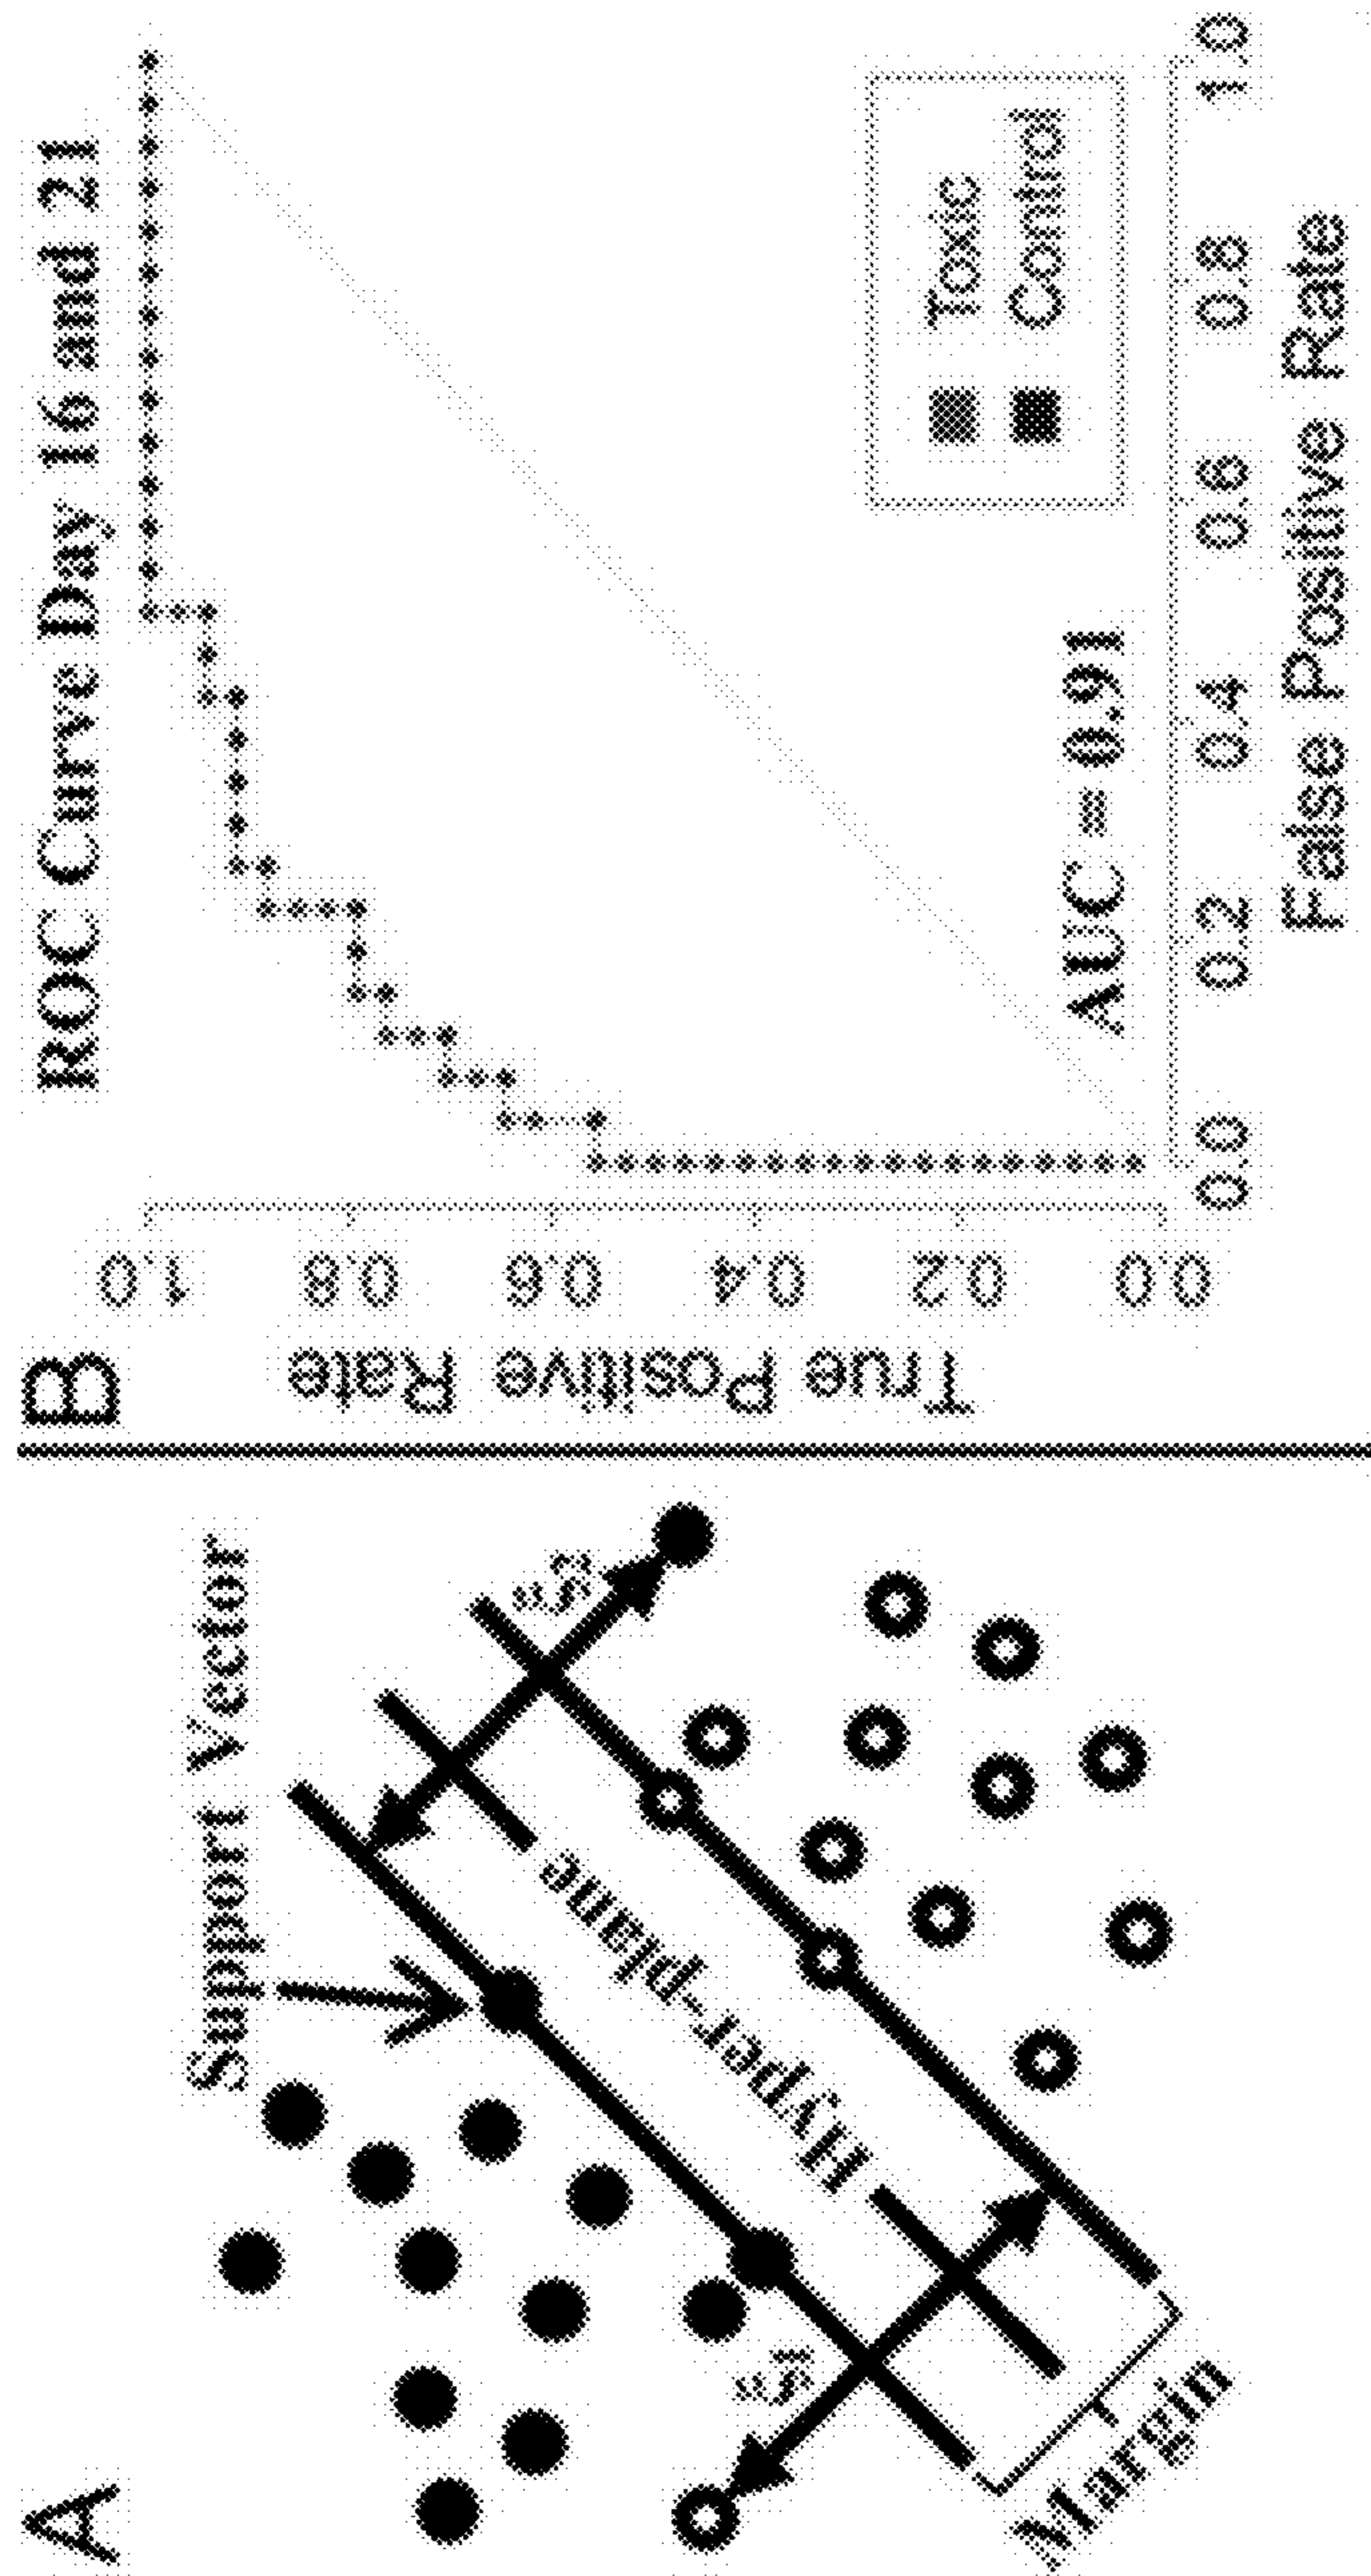 A
Support Vector
ξi
Hyper-plane
ξj
Margin
B
ROC Curve Day 16 and 21
True Positive Rate
1.0
0.8
0.6
0.4
0.2
0.0
AUC = 0.91
Toxic
Control
0.0 0.2 0.4 0.6 0.8 1.0
False Positive Rate